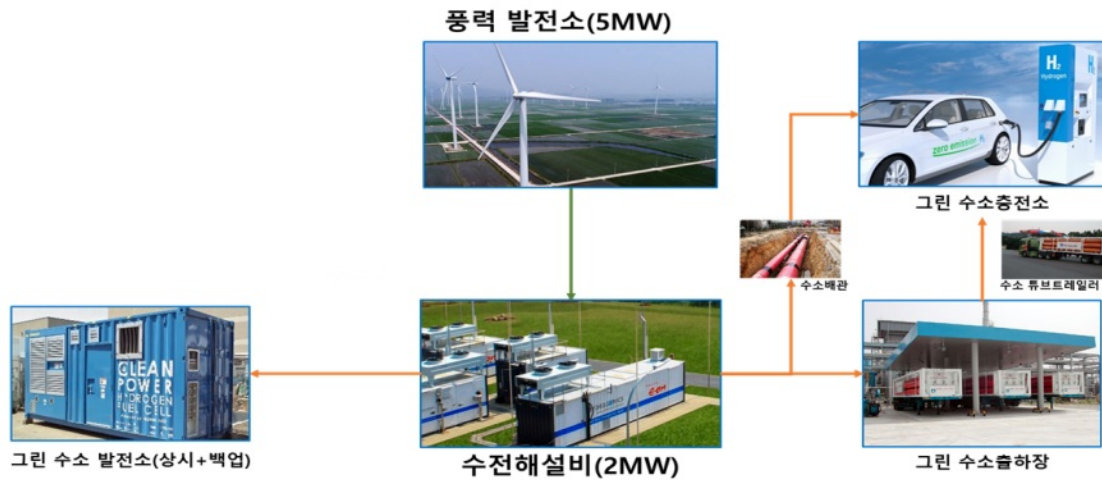 풍력 발전소(5MW)
H₂
Hydrogen
H₂
zero emission
그린 수소충전소
수소배관
수소 튜브트레일러
CLEAN
POWER
HYDROGEN
FUEL CELL
그린 수소 발전소(상시+백업)
수전해설비(2MW)
그린 수소출하장